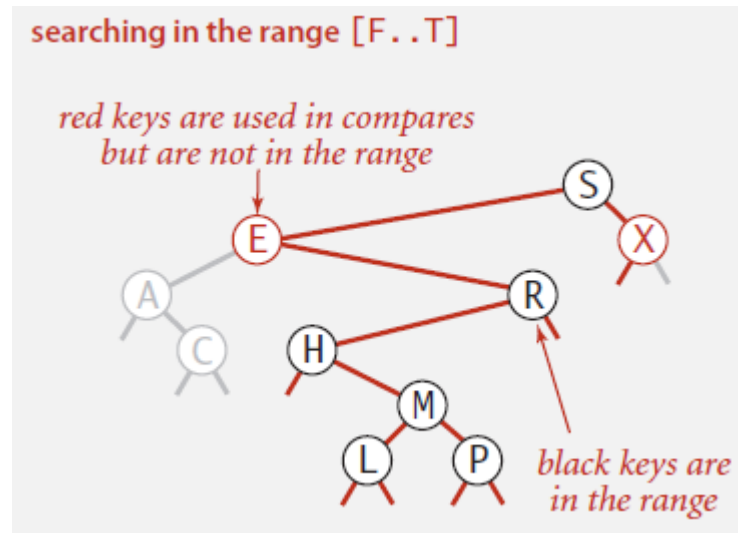 searching in the range [F..T]
red keys are used in compares
but are not in the range
S
E
X
A
R
C
H
M
L
P
black keys are
in the range